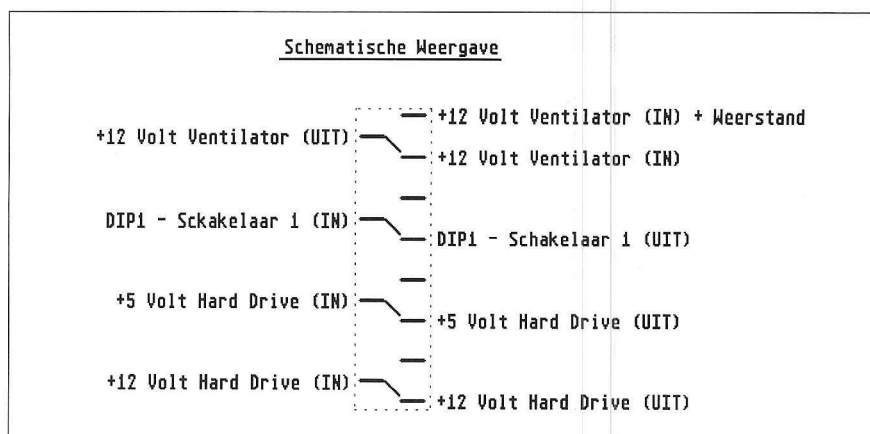 Schematische Weergave
+12 Volt Ventilator (IN) + Weerstand
+12 Volt Ventilator (UIT)
+12 Volt Ventilator (IN)
DIP1 - Sckakelaar 1 (IN)
DIP1 - Schakelaar 1 (UIT)
+5 Volt Hard Drive (IN)
+5 Volt Hard Drive (UIT)
+12 Volt Hard Drive (IN)
+12 Volt Hard Drive (UIT)